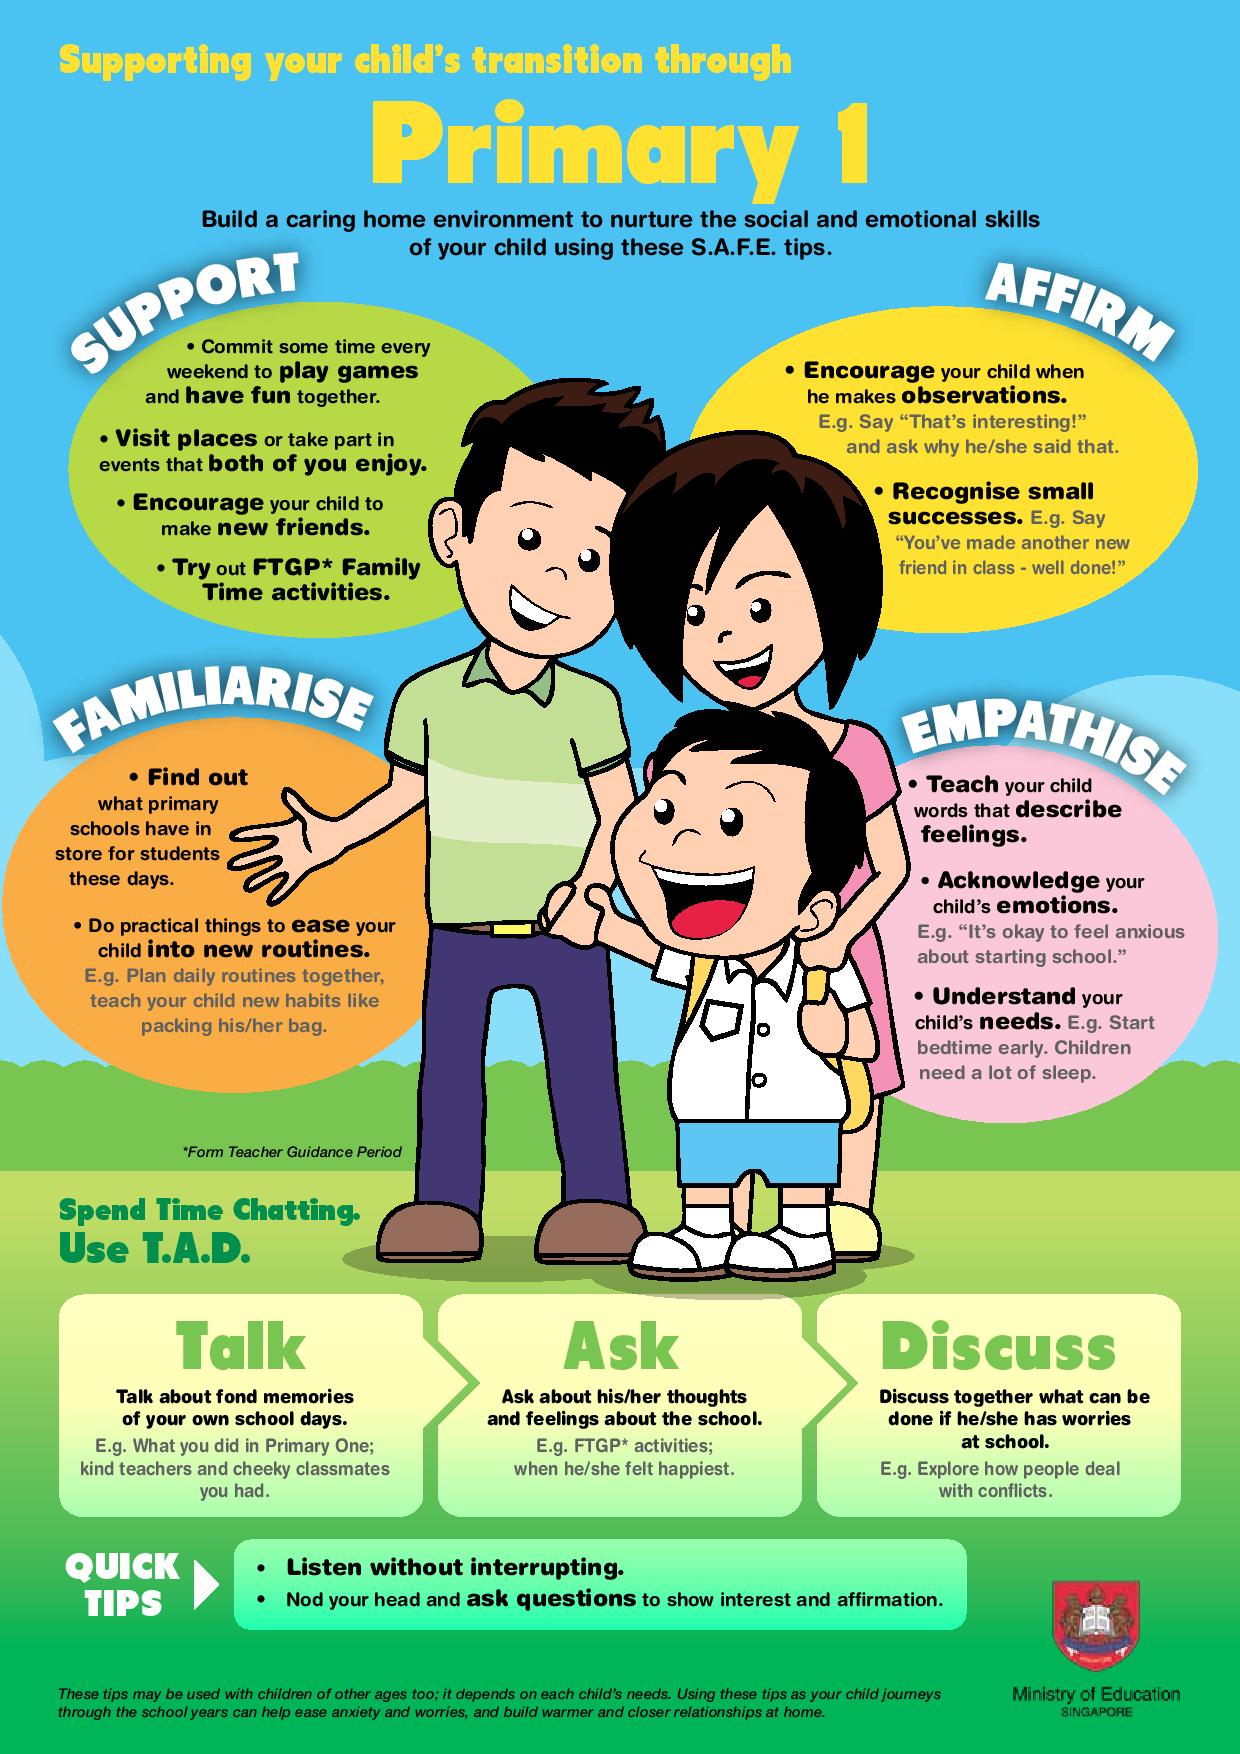 Supporting your child's transition through
Primary 1
Build a caring home environment to nurture the social and emotional skills
of your child using these S.A.F.E. tips.
SUPPORT
• Commit some time every
weekend to play games
and have fun together.
• Visit places or take part in
events that both of you enjoy.
• Encourage your child to
make new friends.
• Try out FTGP* Family
Time activities.
AFFIRM
• Encourage your child when
he makes observations.
E.g. Say “That’s interesting!”
and ask why he/she said that.
• Recognise small
successes. E.g. Say
“You’ve made another new
friend in class - well done!”
FAMILIARISE
• Find out
what primary
schools have in
store for students
these days.
• Do practical things to ease your
child into new routines.
E.g. Plan daily routines together,
teach your child new habits like
packing his/her bag.
EMPATHISE
• Teach your child
words that describe
feelings.
• Acknowledge your
child’s emotions.
E.g. “It’s okay to feel anxious
about starting school.”
• Understand your
child’s needs. E.g. Start
bedtime early. Children
need a lot of sleep.
*Form Teacher Guidance Period
Spend Time Chatting.
Use T.A.D.
Talk
Talk about fond memories
of your own school days.
E.g. What you did in Primary One;
kind teachers and cheeky classmates
you had.
Ask
Ask about his/her thoughts
and feelings about the school.
E.g. FTGP* activities;
when he/she felt happiest.
Discuss
Discuss together what can be
done if he/she has worries
at school.
E.g. Explore how people deal
with conflicts.
QUICK
TIPS
• Listen without interrupting.
• Nod your head and ask questions to show interest and affirmation.
These tips may be used with children of other ages too; it depends on each child’s needs. Using these tips as your child journeys
through the school years can help ease anxiety and worries, and build warmer and closer relationships at home.
Ministry of Education
SINGAPORE